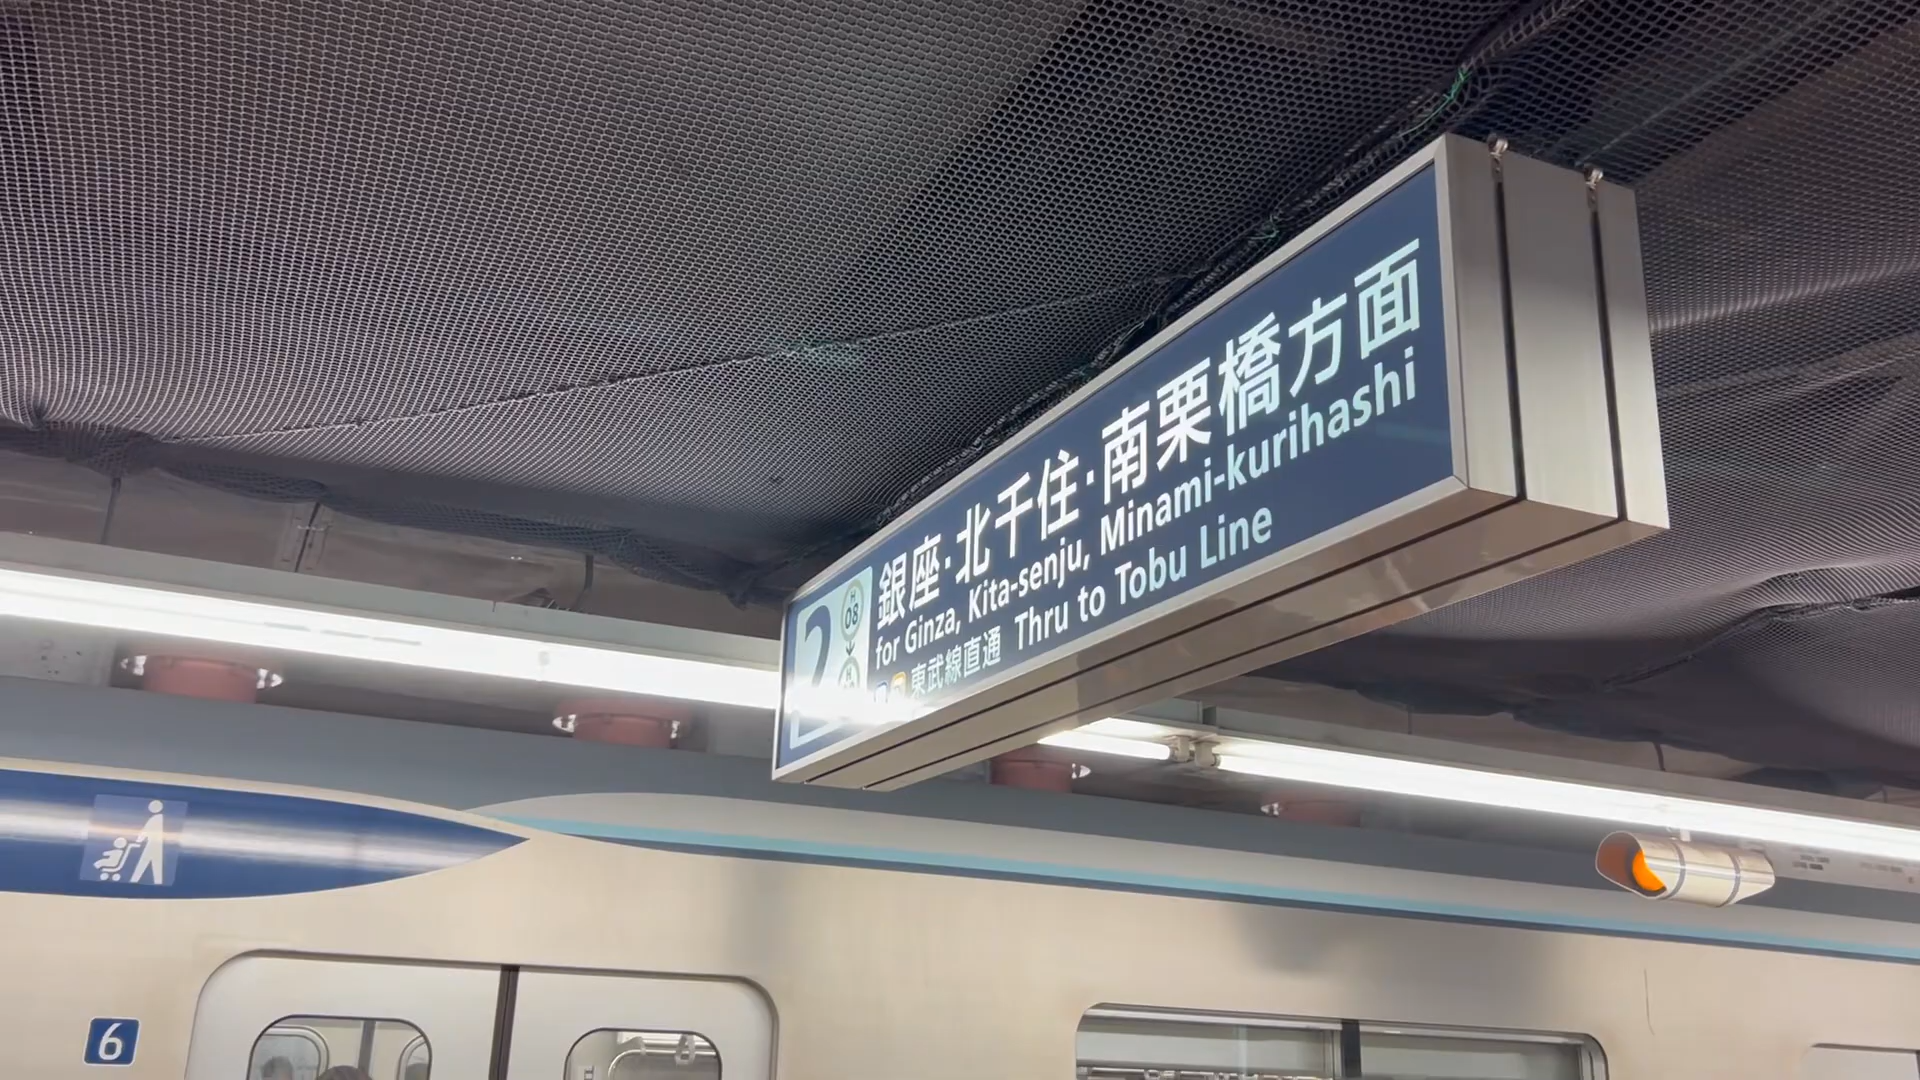 2
H
08
H
銀座・北千住・南栗橋方面
for Ginza, Kita-senju, Minami-kurihashi
東武線直通 Thru to Tobu Line
6